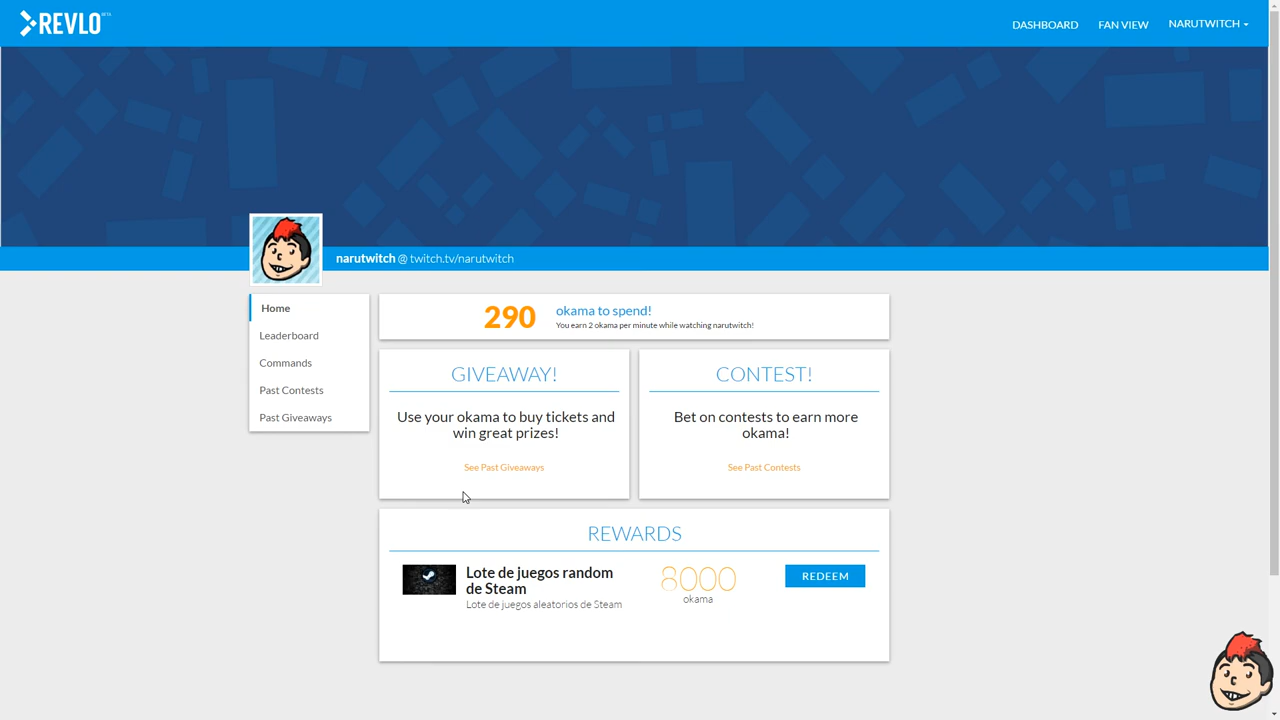 REVLO BETA
DASHBOARD FAN VIEW NARUTWITCH
narutwitch @ twitch.tv/narutwitch
Home
Leaderboard
Commands
Past Contests
Past Giveaways
290 okama to spend!
You earn 2 okama per minute while watching narutwitch!
GIVEAWAY!
Use your okama to buy tickets and
win great prizes!
See Past Giveaways
CONTEST!
Bet on contests to earn more
okama!
See Past Contests
REWARDS
Lote de juegos random
de Steam
Lote de juegos aleatorios de Steam
8000
okama
REDEEM